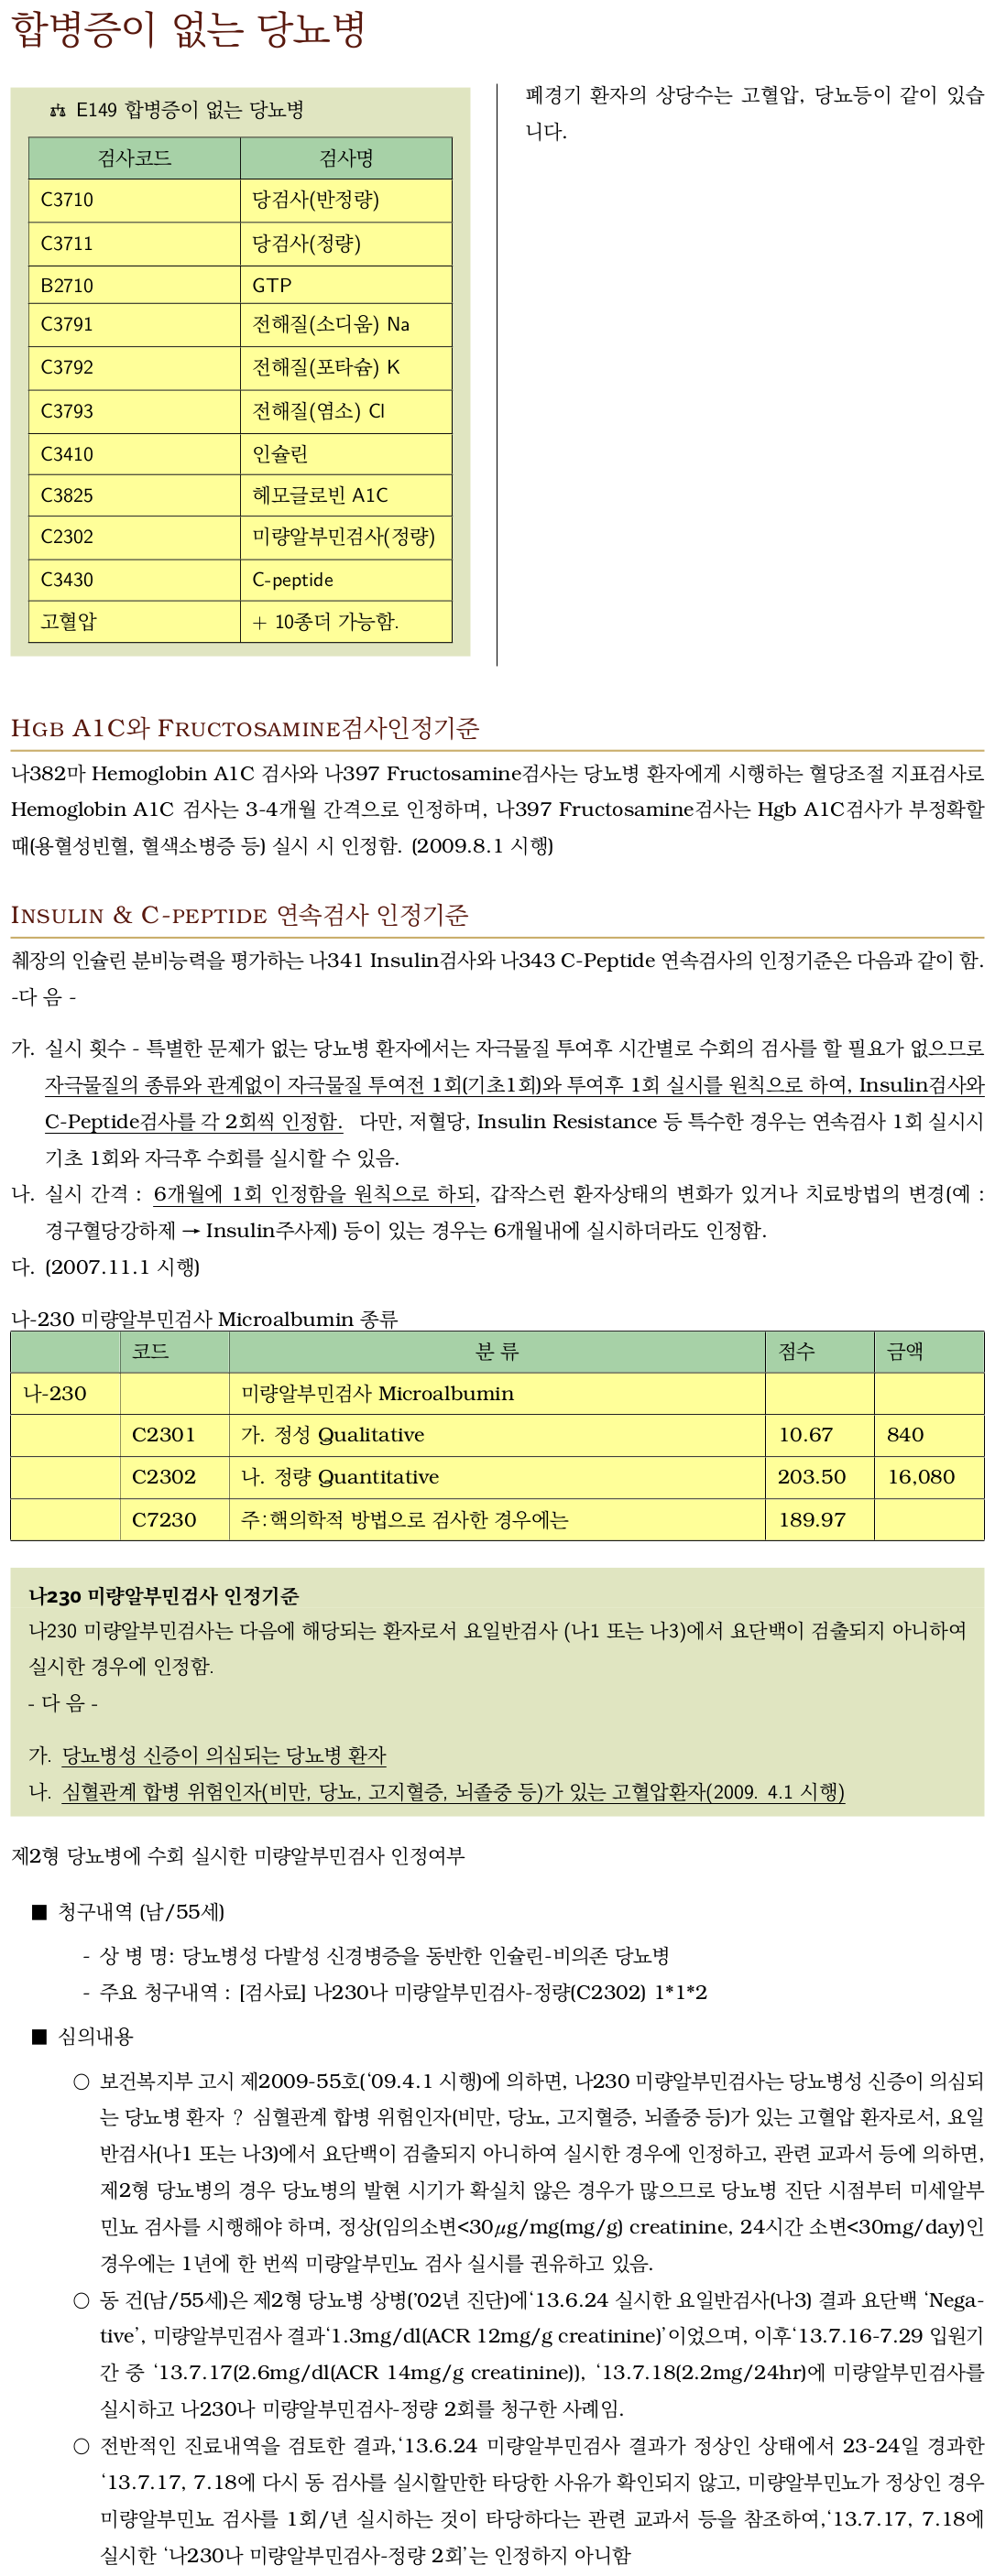 합병증이 없는 당뇨병
E149 합병증이 없는 당뇨병
검사코드 검사명
C3710 당검사(반정량)
C3711 당검사(정량)
B2710 GTP
C3791 전해질(소디움) Na
C3792 전해질(포타슘) K
C3793 전해질(염소) Cl
C3410 인슐린
C3825 헤모글로빈 A1C
C2302 미량알부민검사(정량)
C3430 C-peptide
고혈압 + 10종더 가능함.
폐경기 환자의 상당수는 고혈압, 당뇨등이 같이 있습
니다.
HGB A1C와 FRUCTOSAMINE검사인정기준
나382마 Hemoglobin A1C 검사와 나397 Fructosamine검사는 당뇨병 환자에게 시행하는 혈당조절 지표검사로
Hemoglobin A1C 검사는 3-4개월 간격으로 인정하며, 나397 Fructosamine검사는 Hgb A1C검사가 부정확할
때(용혈성빈혈, 혈색소병증 등) 실시 시 인정함. (2009.8.1 시행)
INSULIN & C-PEPTIDE 연속검사 인정기준
췌장의 인슐린 분비능력을 평가하는 나341 Insulin검사와 나343 C-Peptide 연속검사의 인정기준은 다음과 같이 함.
-다 음 -
가. 실시 횟수 - 특별한 문제가 없는 당뇨병 환자에서는 자극물질 투여후 시간별로 수회의 검사를 할 필요가 없으므로
자극물질의 종류와 관계없이 자극물질 투여전 1회(기초1회)와 투여후 1회 실시를 원칙으로 하여, Insulin검사와
C-Peptide검사를 각 2회씩 인정함. 다만, 저혈당, Insulin Resistance 등 특수한 경우는 연속검사 1회 실시시
기초 1회와 자극후 수회를 실시할 수 있음.
나. 실시 간격 : 6개월에 1회 인정함을 원칙으로 하되, 갑작스런 환자상태의 변화가 있거나 치료방법의 변경(예 :
경구혈당강하제 → Insulin주사제) 등이 있는 경우는 6개월내에 실시하더라도 인정함.
다. (2007.11.1 시행)
나-230 미량알부민검사 Microalbumin 종류
코드 분 류 점수 금액
나-230 미량알부민검사 Microalbumin
C2301 가. 정성 Qualitative 10.67 840
C2302 나. 정량 Quantitative 203.50 16,080
C7230 주:핵의학적 방법으로 검사한 경우에는 189.97
나230 미량알부민검사 인정기준
나230 미량알부민검사는 다음에 해당되는 환자로서 요일반검사 (나1 또는 나3)에서 요단백이 검출되지 아니하여
실시한 경우에 인정함.
- 다 음 -
가. 당뇨병성 신증이 의심되는 당뇨병 환자
나. 심혈관계 합병 위험인자(비만, 당뇨, 고지혈증, 뇌졸중 등)가 있는 고혈압환자(2009. 4.1 시행)
제2형 당뇨병에 수회 실시한 미량알부민검사 인정여부
■ 청구내역 (남/55세)
- 상 병 명: 당뇨병성 다발성 신경병증을 동반한 인슐린-비의존 당뇨병
- 주요 청구내역 : [검사료] 나230나 미량알부민검사-정량(C2302) 1*1*2
■ 심의내용
○ 보건복지부 고시 제2009-55호(‘09.4.1 시행)에 의하면, 나230 미량알부민검사는 당뇨병성 신증이 의심되
는 당뇨병 환자 ? 심혈관계 합병 위험인자(비만, 당뇨, 고지혈증, 뇌졸중 등)가 있는 고혈압 환자로서, 요일
반검사(나1 또는 나3)에서 요단백이 검출되지 아니하여 실시한 경우에 인정하고, 관련 교과서 등에 의하면,
제2형 당뇨병의 경우 당뇨병의 발현 시기가 확실치 않은 경우가 많으므로 당뇨병 진단 시점부터 미세알부
민뇨 검사를 시행해야 하며, 정상(임의소변<30μg/mg(mg/g) creatinine, 24시간 소변<30mg/day)인
경우에는 1년에 한 번씩 미량알부민뇨 검사 실시를 권유하고 있음.
○ 동 건(남/55세)은 제2형 당뇨병 상병(’02년 진단)에‘13.6.24 실시한 요일반검사(나3) 결과 요단백 ‘Nega-
tive’, 미량알부민검사 결과‘1.3mg/dl(ACR 12mg/g creatinine)’이었으며, 이후‘13.7.16-7.29 입원기
간 중 ‘13.7.17(2.6mg/dl(ACR 14mg/g creatinine)), ‘13.7.18(2.2mg/24hr)에 미량알부민검사를
실시하고 나230나 미량알부민검사-정량 2회를 청구한 사례임.
○ 전반적인 진료내역을 검토한 결과,‘13.6.24 미량알부민검사 결과가 정상인 상태에서 23-24일 경과한
‘13.7.17, 7.18에 다시 동 검사를 실시할만한 타당한 사유가 확인되지 않고, 미량알부민뇨가 정상인 경우
미량알부민뇨 검사를 1회/년 실시하는 것이 타당하다는 관련 교과서 등을 참조하여,‘13.7.17, 7.18에
실시한 ‘나230나 미량알부민검사-정량 2회’는 인정하지 아니함